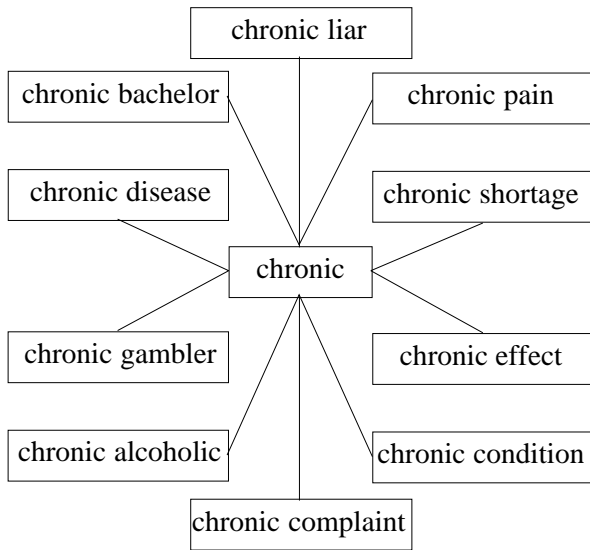 chronic liar
chronic bachelor
chronic pain
chronic disease
chronic shortage
chronic
chronic gambler
chronic effect
chronic alcoholic
chronic condition
chronic complaint